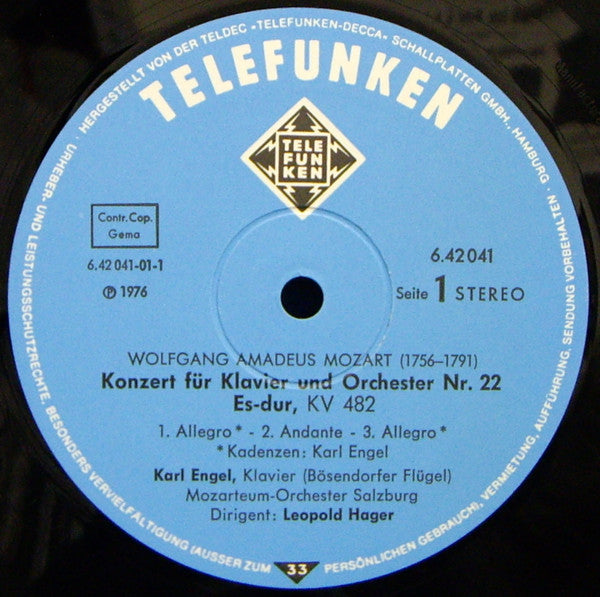 · HERGESTELLT VON DER TELDEC »TELEFUNKEN-DECCA« SCHALLPLATTEN GMBH., HAMBURG ·
URHEBER- UND LEISTUNGSSCHUTZRECHTE, BESONDERS VERVIELFÄLTIGUNG (AUSSER ZUM PERSÖNLICHEN GEBRAUCH), VERMIETUNG, AUFFÜHRUNG, SENDUNG VORBEHALTEN
TELEFUNKEN
TELE
FUN
KEN
Contr.Cop.
Gema
6.42 041-01-1
Ⓟ 1976
6.42041
Seite 1 STEREO
WOLFGANG AMADEUS MOZART (1756–1791)
Konzert für Klavier und Orchester Nr. 22
Es-dur, KV 482
1. Allegro* - 2. Andante - 3. Allegro*
*Kadenzen: Karl Engel
Karl Engel, Klavier (Bösendorfer Flügel)
Mozarteum-Orchester Salzburg
Dirigent: Leopold Hager
33